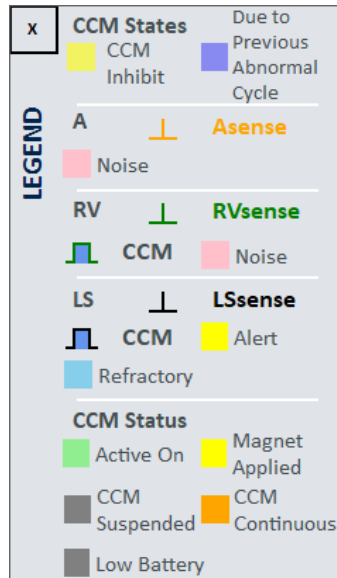 X
LEGEND
CCM States
CCM
Inhibit
Due to
Previous
Abnormal
Cycle
A
Asense
Noise
RV
RVsense
CCM
Noise
LS
LSsense
CCM
Alert
Refractory
CCM Status
Active On
Magnet
Applied
CCM
Suspended
CCM
Continuous
Low Battery